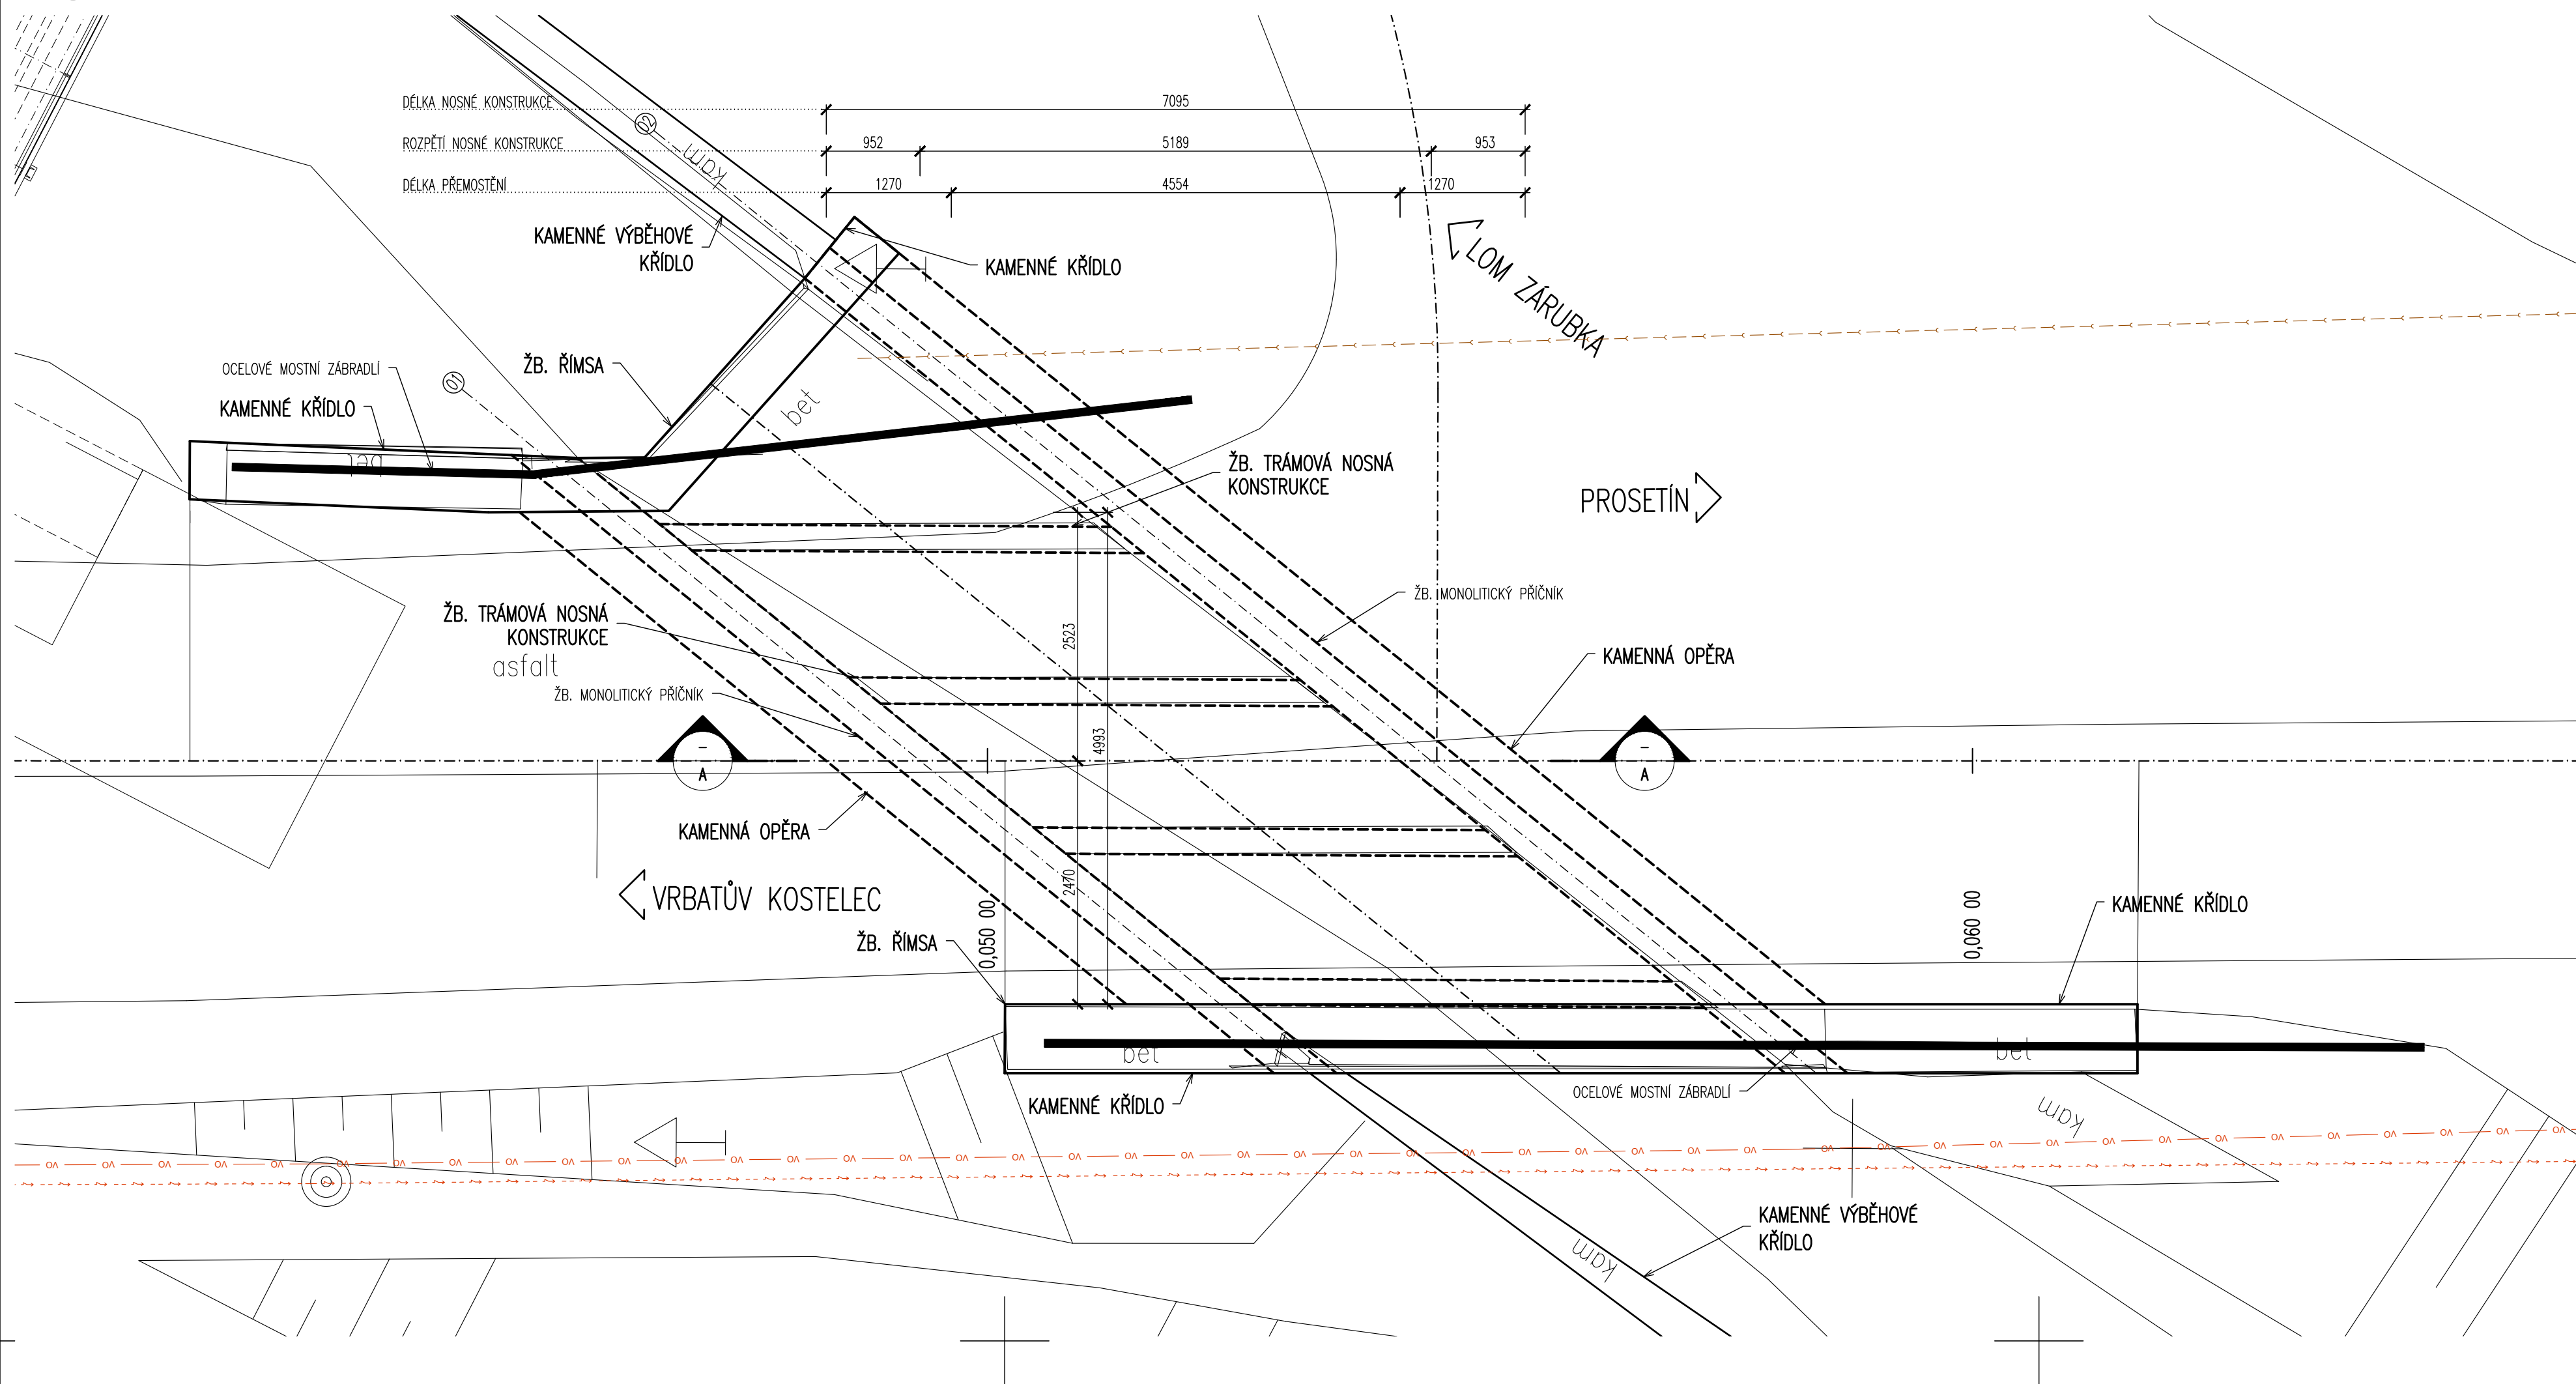 DÉLKA NOSNÉ KONSTRUKCE
7095
02
kam
ROZPĚTÍ NOSNÉ KONSTRUKCE
952
5189
953
DÉLKA PŘEMOSTĚNÍ
1270
4554
1270
KAMENNÉ VÝBĚHOVÉ
KŘÍDLO
KAMENNÉ KŘÍDLO
LOM ZÁRUBKA
OCELOVÉ MOSTNÍ ZÁBRADLÍ
ŽB. ŘÍMSA
01
KAMENNÉ KŘÍDLO
bet
bet
ŽB. TRÁMOVÁ NOSNÁ
KONSTRUKCE
PROSETÍN
ŽB. MONOLITICKÝ PŘÍČNÍK
ŽB. TRÁMOVÁ NOSNÁ
KONSTRUKCE
asfalt
2523
KAMENNÁ OPĚRA
ŽB. MONOLITICKÝ PŘÍČNÍK
4993
–
A
–
A
KAMENNÁ OPĚRA
VRBATŮV KOSTELEC
2470
ŽB. ŘÍMSA
0,050 00
0,060 00
KAMENNÉ KŘÍDLO
bet
bet
OCELOVÉ MOSTNÍ ZÁBRADLÍ
KAMENNÉ KŘÍDLO
kam
KAMENNÉ VÝBĚHOVÉ
KŘÍDLO
kam